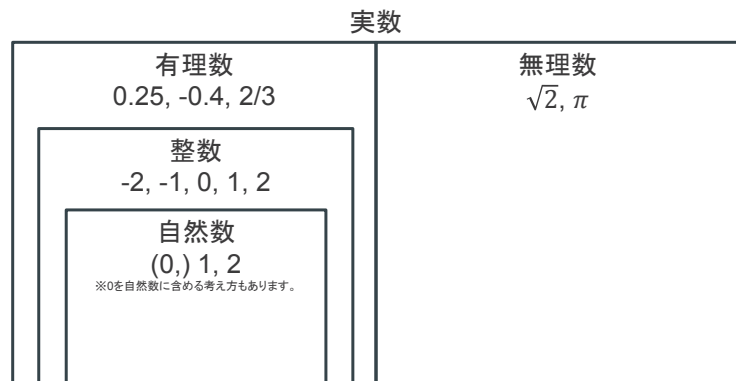 実数
有理数
0.25, -0.4, 2/3
無理数
√2, π
整数
-2, -1, 0, 1, 2
自然数
(0,) 1, 2
※0を自然数に含める考え方もあります。